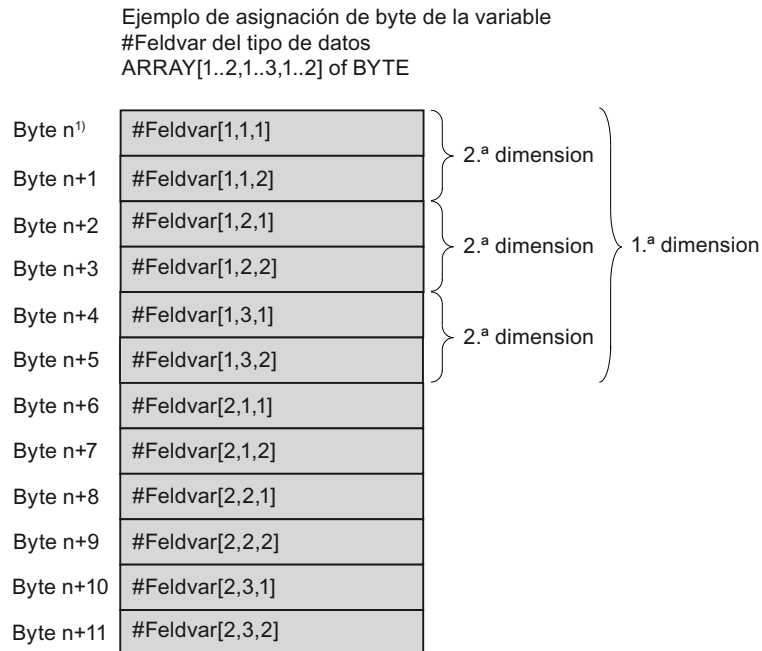 Ejemplo de asignación de byte de la variable
#Feldvar del tipo de datos
ARRAY[1..2,1..3,1..2] of BYTE
Byte n¹⁾ #Feldvar[1,1,1]
2.ª dimension
Byte n+1 #Feldvar[1,1,2]
Byte n+2 #Feldvar[1,2,1]
2.ª dimension 1.ª dimension
Byte n+3 #Feldvar[1,2,2]
Byte n+4 #Feldvar[1,3,1]
2.ª dimension
Byte n+5 #Feldvar[1,3,2]
Byte n+6 #Feldvar[2,1,1]
Byte n+7 #Feldvar[2,1,2]
Byte n+8 #Feldvar[2,2,1]
Byte n+9 #Feldvar[2,2,2]
Byte n+10 #Feldvar[2,3,1]
Byte n+11 #Feldvar[2,3,2]